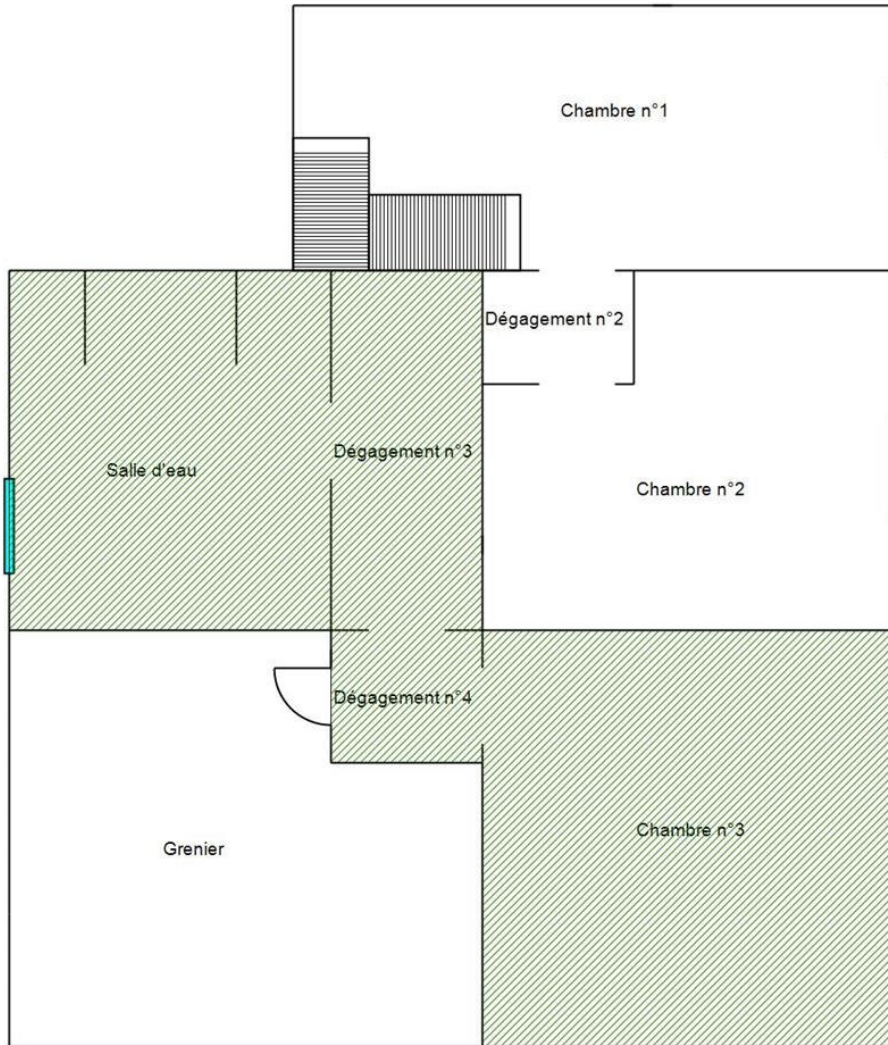 Chambre n°1
Dégagement n°2
Dégagement n°3
Salle d'eau
Chambre n°2
Dégagement n°4
Chambre n°3
Grenier